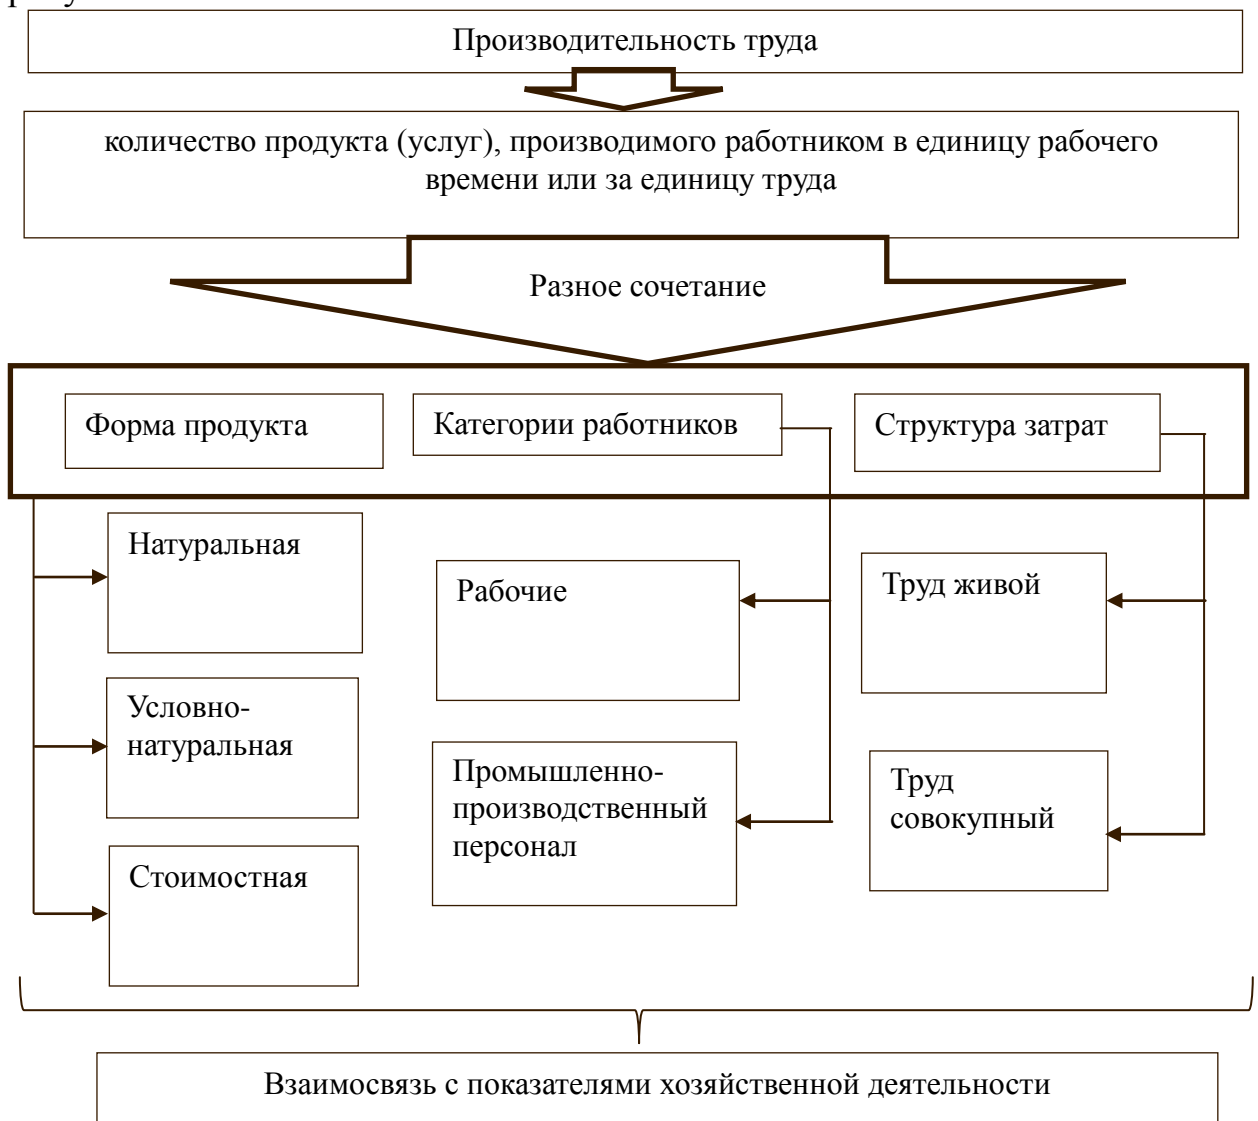 Производительность труда
количество продукта (услуг), производимого работником в единицу рабочего
времени или за единицу труда
Разное сочетание
Форма продукта
Категории работников
Структура затрат
Натуральная
Условно-
натуральная
Стоимостная
Рабочие
Промышленно-
производственный
персонал
Труд живой
Труд
совокупный
Взаимосвязь с показателями хозяйственной деятельности